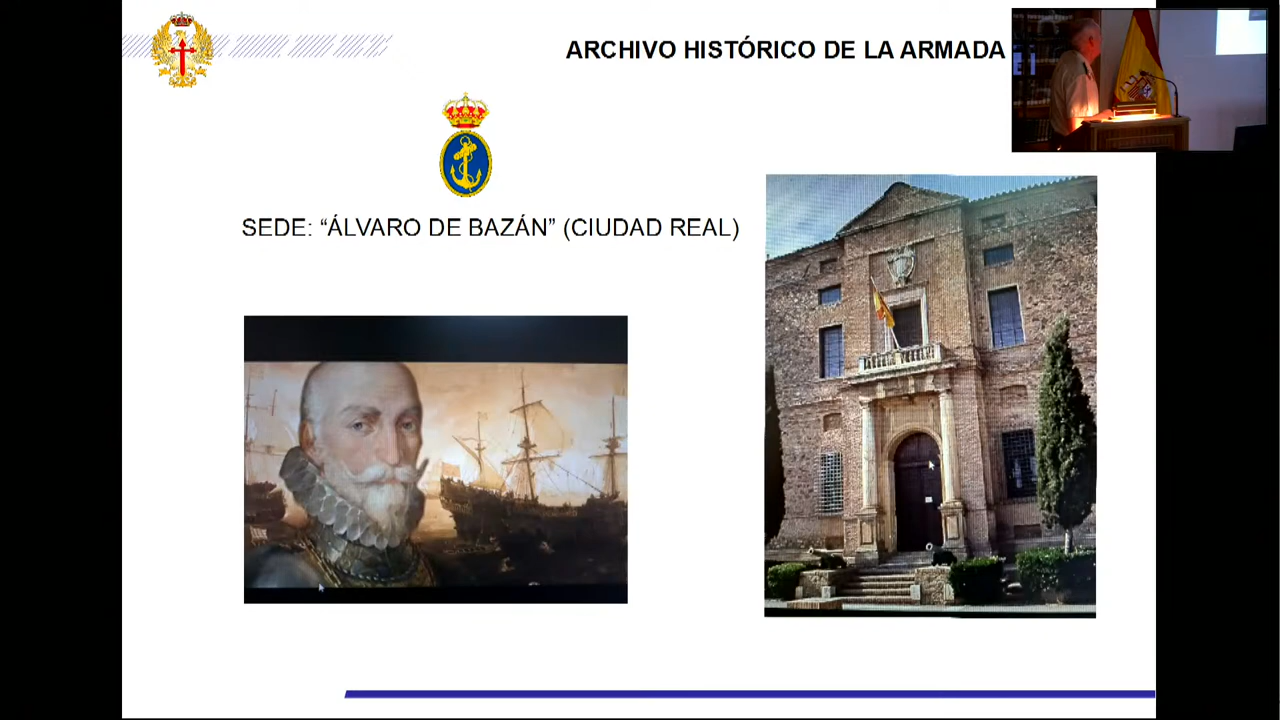 ARCHIVO HISTÓRICO DE LA ARMADA
SEDE: “ÁLVARO DE BAZÁN” (CIUDAD REAL)